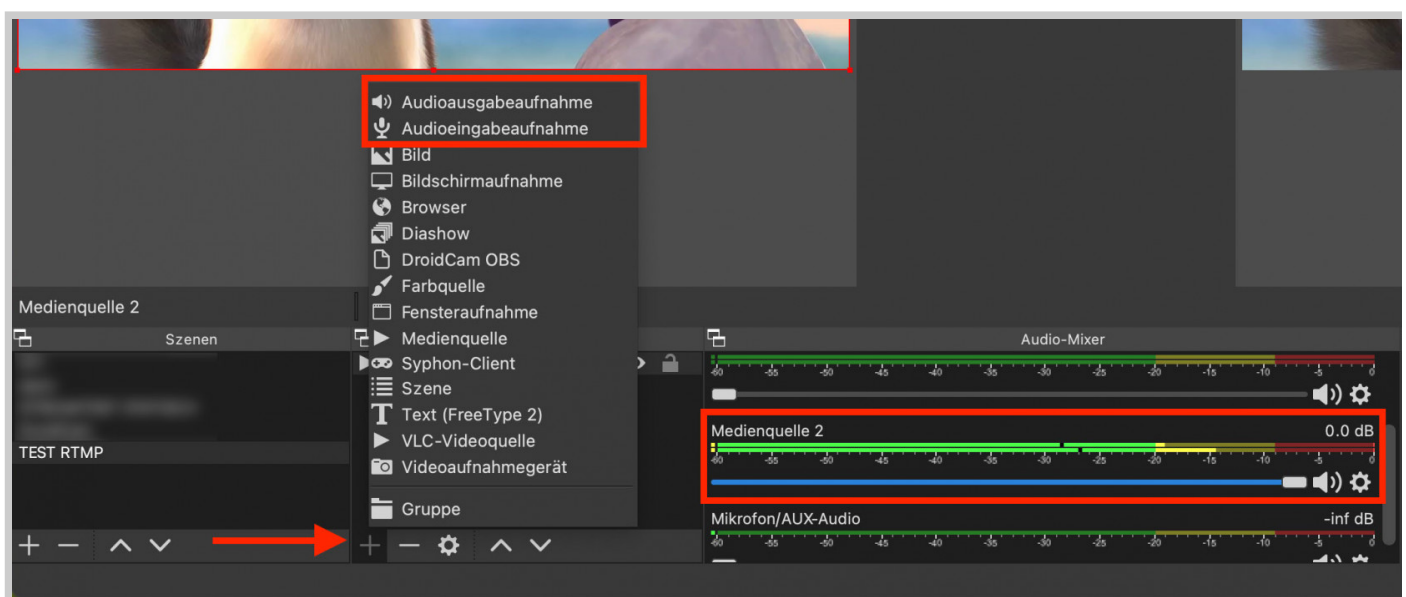 Audioausgabeaufnahme
Audioeingabeaufnahme
Bild
Bildschirmaufnahme
Browser
Diashow
DroidCam OBS
Farbquelle
Fensteraufnahme
Medienquelle
Syphon-Client
Szene
Text (FreeType 2)
VLC-Videoquelle
Videoaufnahmegerät
Gruppe
Medienquelle 2
Szenen
TEST RTMP
Audio-Mixer
-60 -55 -50 -45 -40 -35 -30 -25 -20 -15 -10 -5 0
Medienquelle 2 0.0 dB
-60 -55 -50 -45 -40 -35 -30 -25 -20 -15 -10 -5 0
Mikrofon/AUX-Audio -inf dB
-60 -55 -50 -45 -40 -35 -30 -25 -20 -15 -10 -5 0